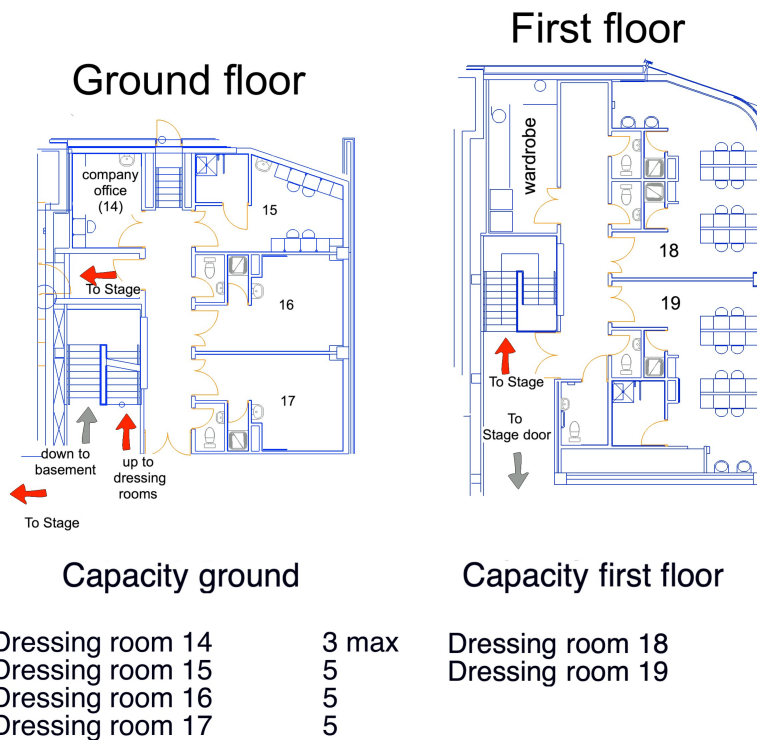 Ground floor
company
office
(14)
15
To Stage
16
17
down to
basement
up to
dressing
rooms
To Stage
First floor
wardrobe
18
19
To Stage
To
Stage door
Capacity ground
Dressing room 14 3 max
Dressing room 15 5
Dressing room 16 5
Dressing room 17 5
Capacity first floor
Dressing room 18
Dressing room 19